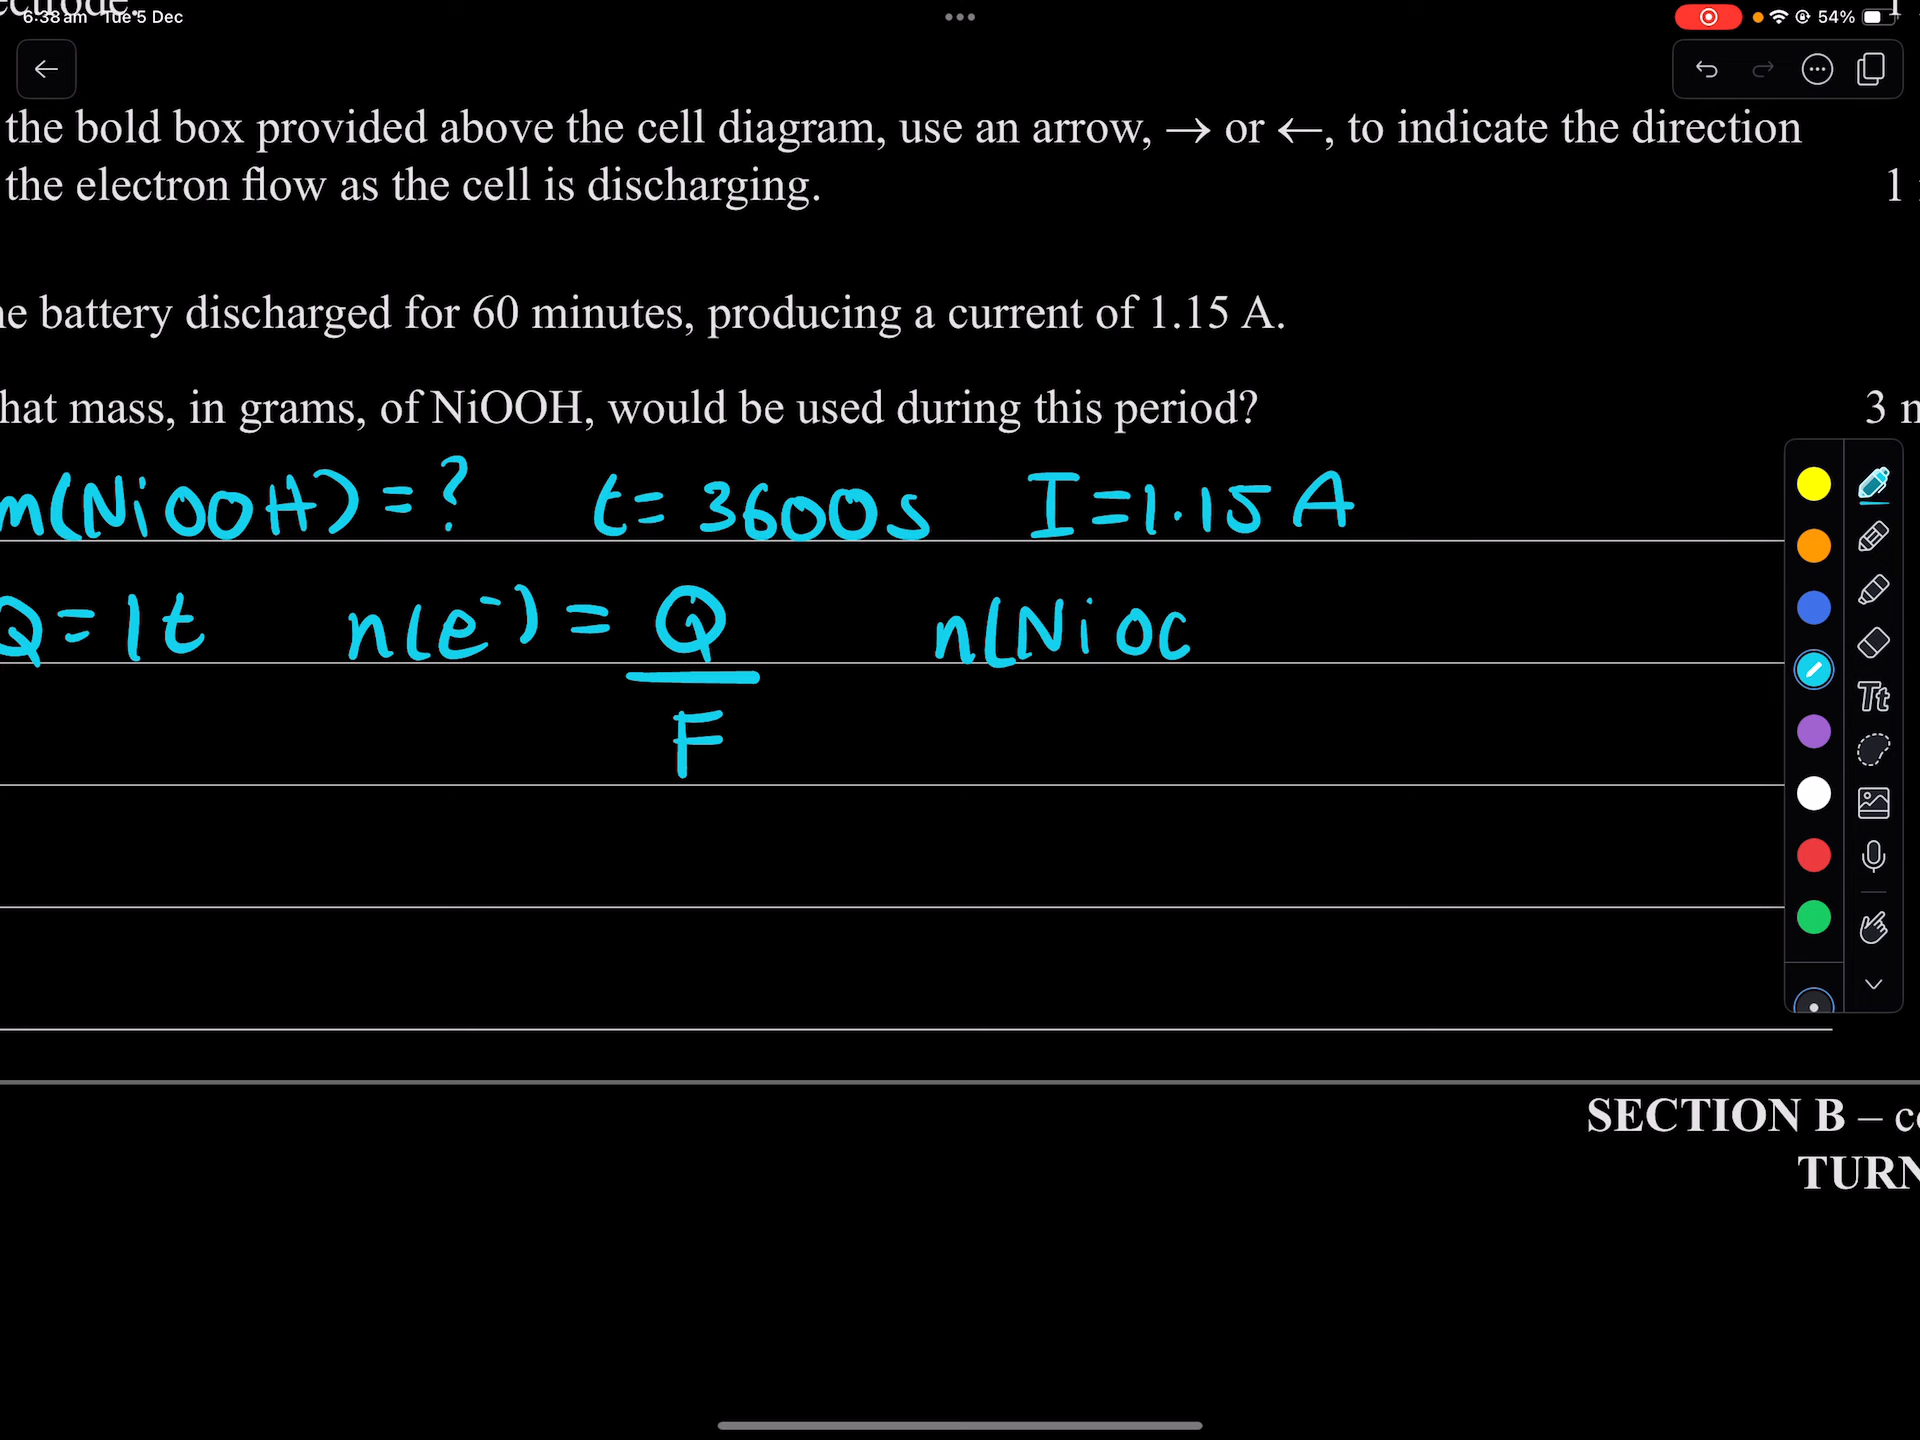 6:38am Tue 5 Dec
54%
the bold box provided above the cell diagram, use an arrow, → or ←, to indicate the direction
the electron flow as the cell is discharging.
1
e battery discharged for 60 minutes, producing a current of 1.15 A.
hat mass, in grams, of NiOOH, would be used during this period?
3 m
m(NiOOH) = ? t = 3600s I = 1.15 A
Q = It n(e⁻) = Q
n(NiOC
F
Tt
SECTION B – co
TURN